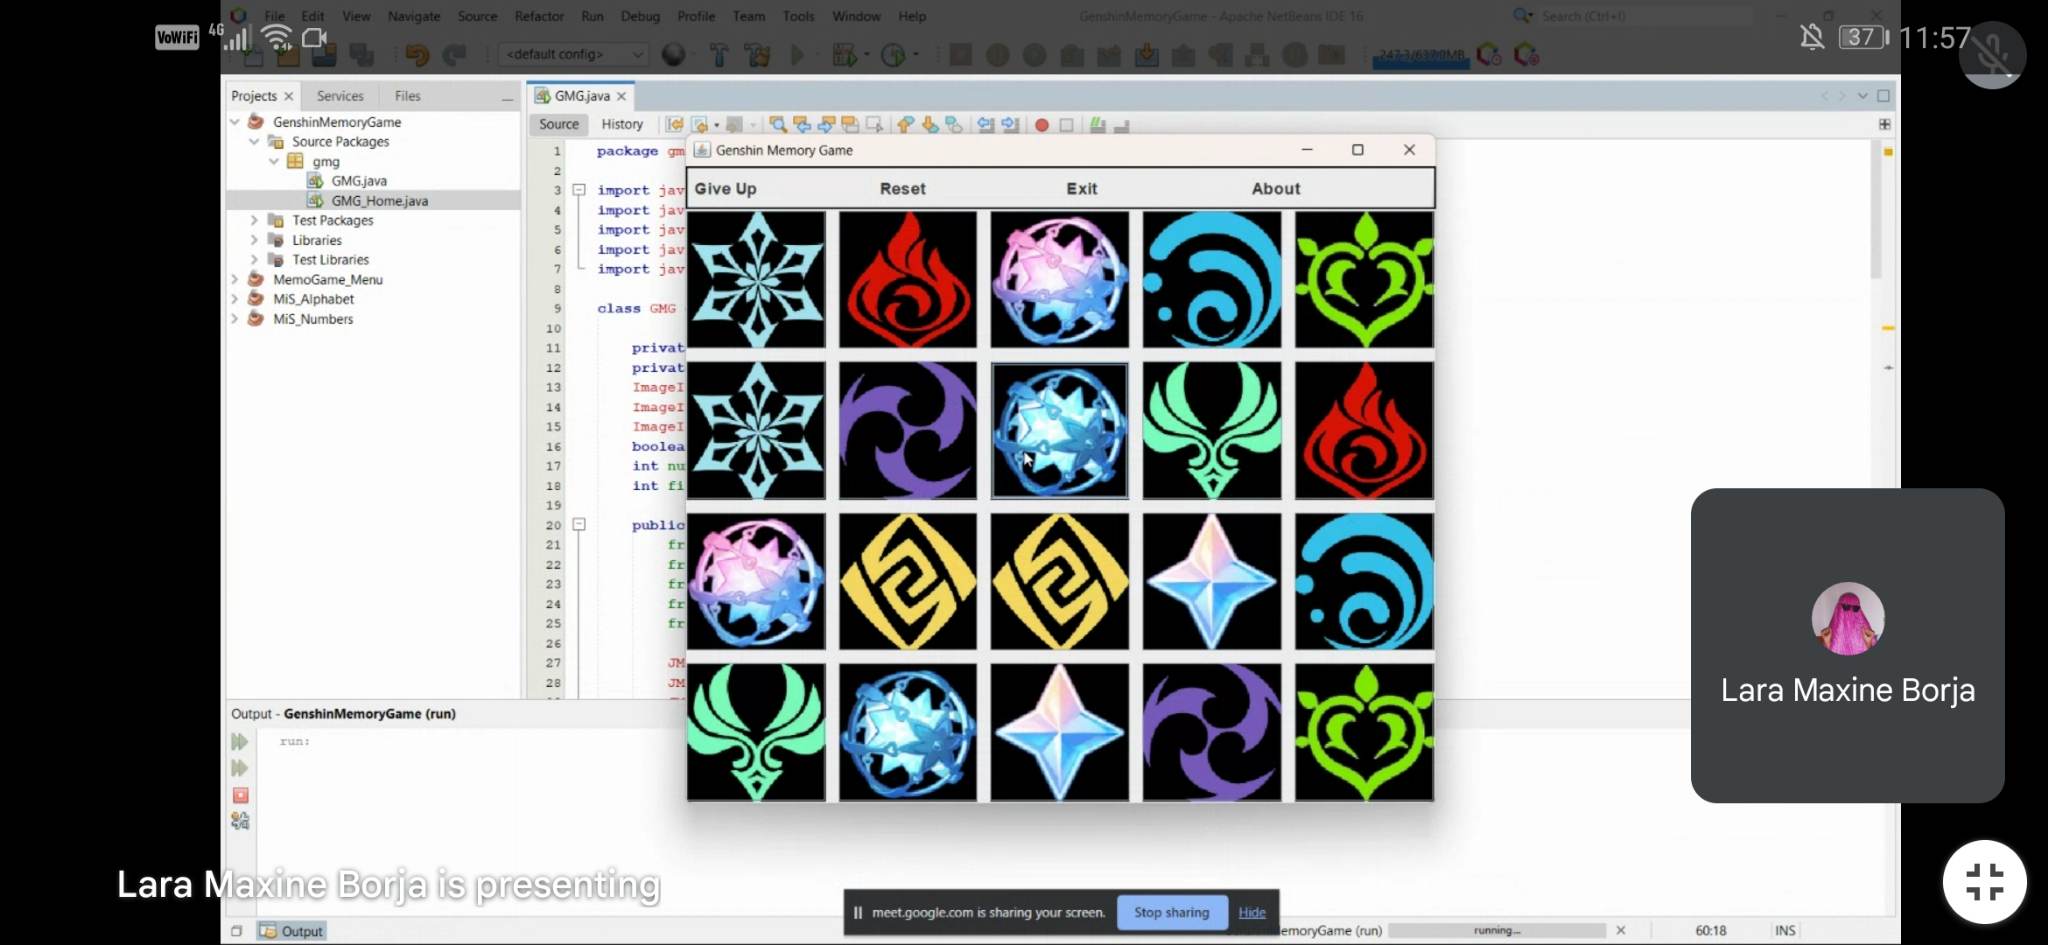 File Edit View Navigate Source Refactor Run Debug Profile Team Tools Window Help
GenshinMemoryGame - Apache NetBeans IDE 16
Search (Ctrl+I)
VoWiFi 4G
37 11:57
<default config>
247.3/637.0MB
Projects Services Files
GMG.java
GenshinMemoryGame
Source Packages
gmg
GMG.java
GMG_Home.java
Test Packages
Libraries
Test Libraries
MemoGame_Menu
MiS_Alphabet
MiS_Numbers
Source History
1 package gm
2
3 import jav
4 import jav
5 import jav
6 import jav
7 import jav
8
9 class GMG
10
11 privat
12 privat
13 ImageI
14 ImageI
15 ImageI
16 boolea
17 int nu
18 int fi
19
20 public
21 fr
22 fr
23 fr
24 fr
25 fr
26
27 JM
28 JM
Genshin Memory Game
Give Up Reset Exit About
Lara Maxine Borja
Output - GenshinMemoryGame (run)
run:
Lara Maxine Borja is presenting
meet.google.com is sharing your screen. Stop sharing Hide
Output
emoryGame (run) running... 60:18 INS